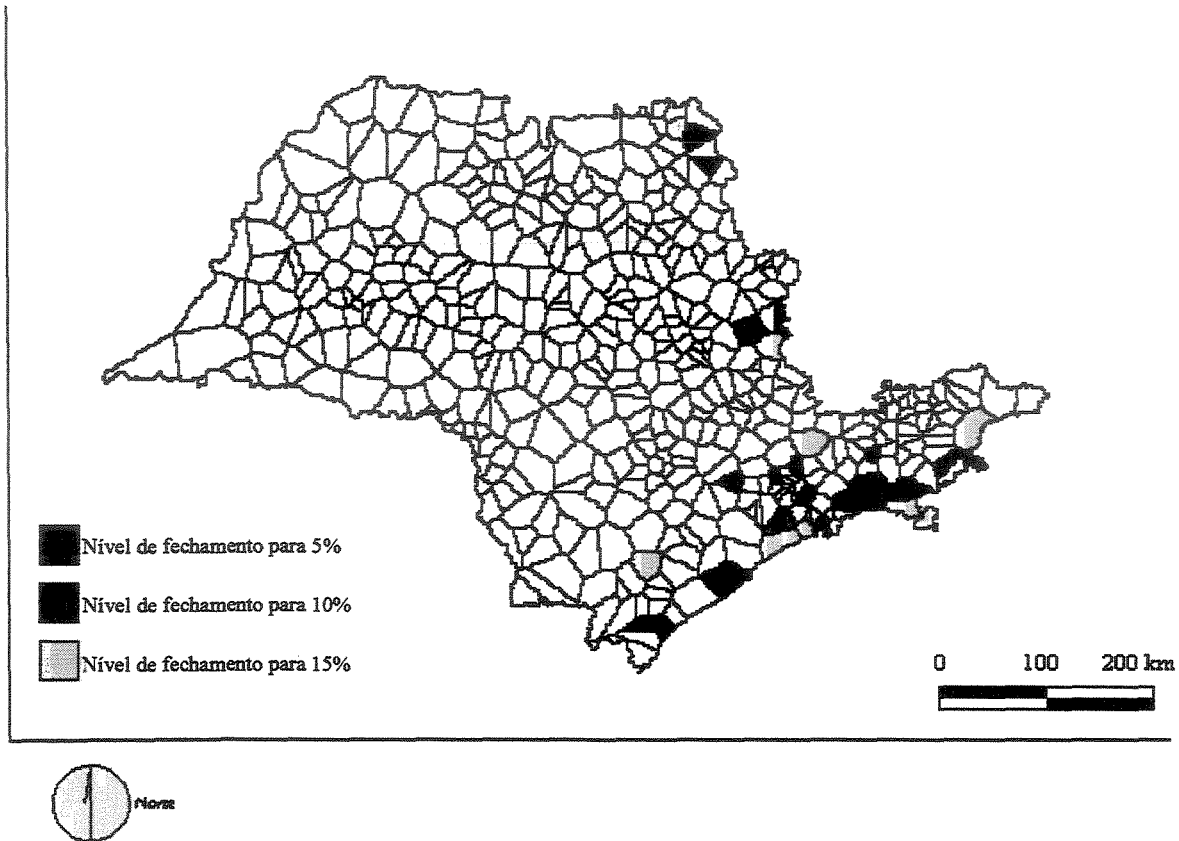 Nível de fechamento para 5%
Nível de fechamento para 10%
Nível de fechamento para 15%
0 100 200 km
Norte